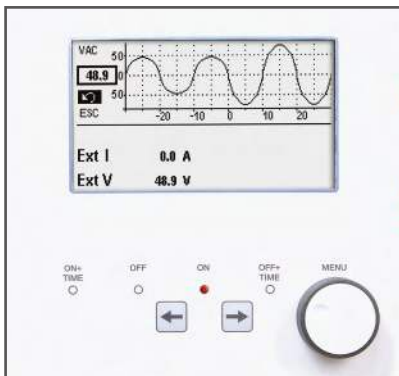 VAC
50
48.9
0
50
ESC
-20 -10 0 10 20
Ext I 0.0 A
Ext V 48.9 V
ON+ TIME OFF ON OFF+ TIME MENU